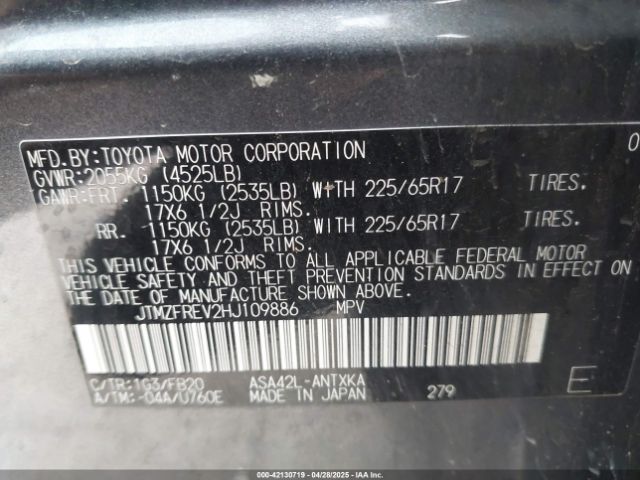 MFD.BY:TOYOTA MOTOR CORPORATION 0
GVWR:2055KG (4525LB)
GAWR:FRT. 1150KG (2535LB) WITH 225/65R17 TIRES.
17X6 1/2J RIMS.
RR. 1150KG (2535LB) WITH 225/65R17 TIRES.
17X6 1/2J RIMS.
THIS VEHICLE CONFORMS TO ALL APPLICABLE FEDERAL MOTOR
VEHICLE SAFETY AND THEFT PREVENTION STANDARDS IN EFFECT ON
THE DATE OF MANUFACTURE SHOWN ABOVE.
JTMZFREV2HJ109886 MPV
C/TR:1G3/FB20 ASA42L-ANTXKA
A/TM:-04A/U760E MADE IN JAPAN 279 E
000-42130719 | 04/28/2025 | IAAI.COM